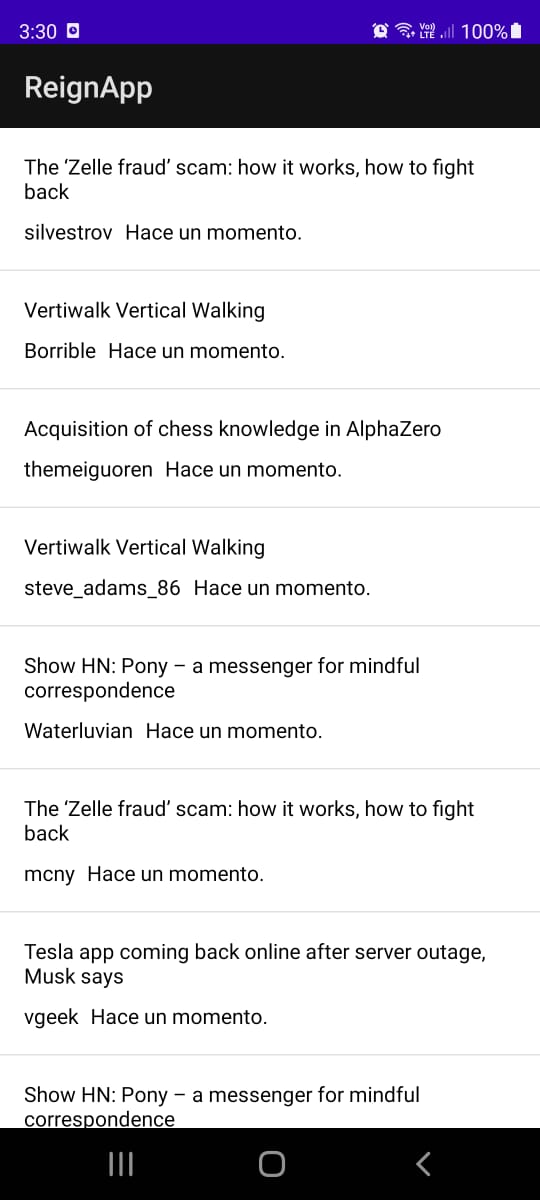 3:30
Vo)) LTE 100%
ReignApp
The ‘Zelle fraud’ scam: how it works, how to fight
back
silvestrov Hace un momento.
Vertiwalk Vertical Walking
Borrible Hace un momento.
Acquisition of chess knowledge in AlphaZero
themeiguoren Hace un momento.
Vertiwalk Vertical Walking
steve_adams_86 Hace un momento.
Show HN: Pony – a messenger for mindful
correspondence
Waterluvian Hace un momento.
The ‘Zelle fraud’ scam: how it works, how to fight
back
mcny Hace un momento.
Tesla app coming back online after server outage,
Musk says
vgeek Hace un momento.
Show HN: Pony – a messenger for mindful
correspondence